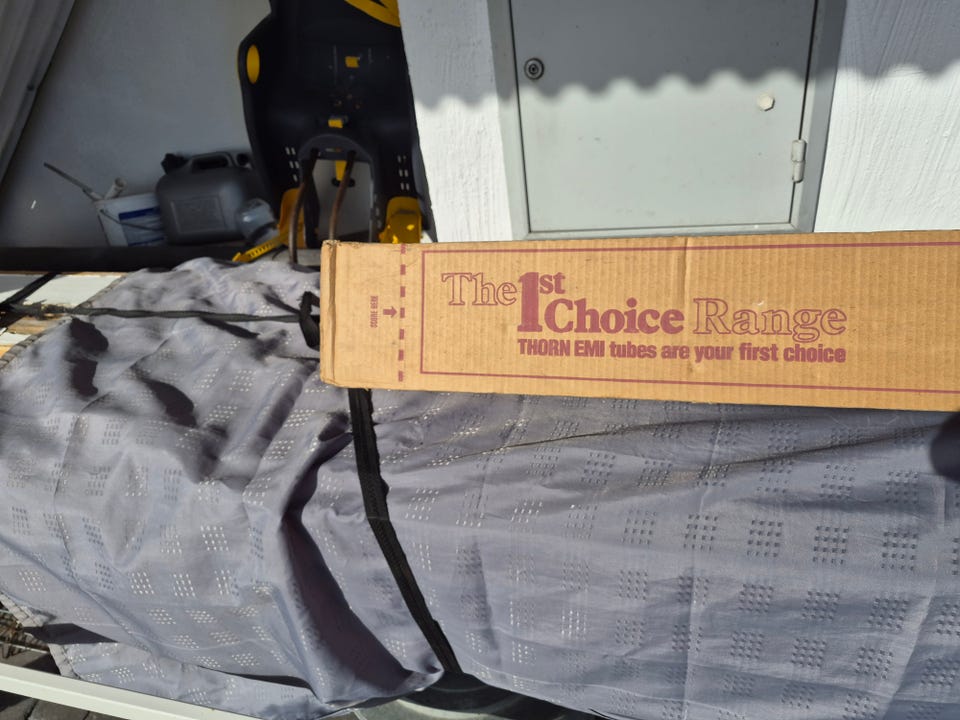 The 1st
Choice Range
THORN EMI tubes are your first choice